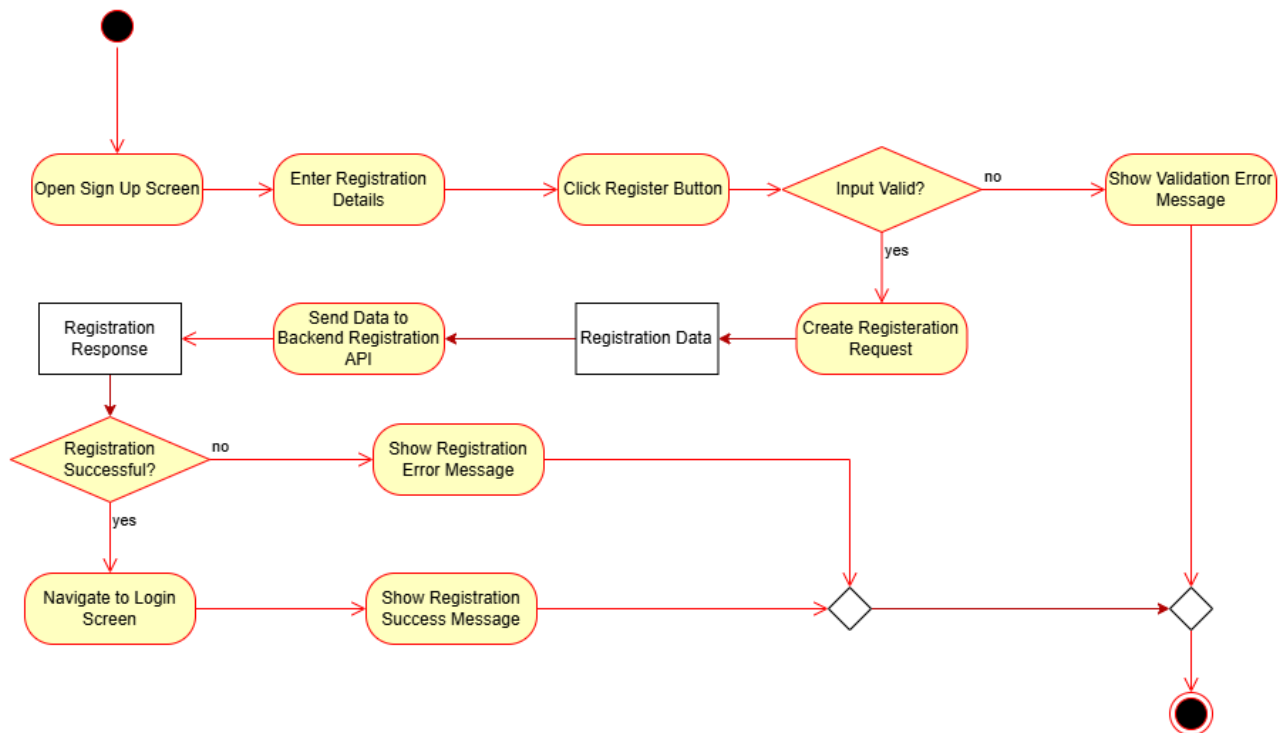 Open Sign Up Screen
Enter Registration
Details
Click Register Button
Input Valid?
no
Show Validation Error
Message
yes
Registration
Response
Send Data to
Backend Registration
API
Registration Data
Create Registeration
Request
Registration
Successful?
no
Show Registration
Error Message
yes
Navigate to Login
Screen
Show Registration
Success Message